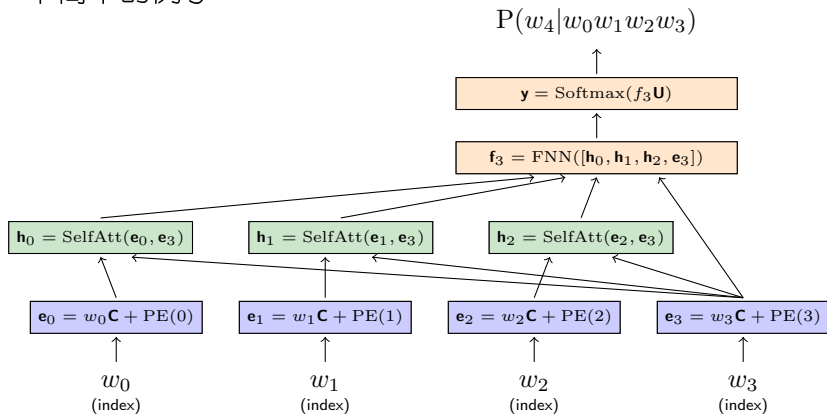 P(w₄|w₀w₁w₂w₃)
y = Softmax(f₃U)
f₃ = FNN([h₀, h₁, h₂, e₃])
h₀ = SelfAtt(e₀, e₃) h₁ = SelfAtt(e₁, e₃) h₂ = SelfAtt(e₂, e₃)
e₀ = w₀C + PE(0) e₁ = w₁C + PE(1) e₂ = w₂C + PE(2) e₃ = w₃C + PE(3)
w₀ w₁ w₂ w₃
(index) (index) (index) (index)